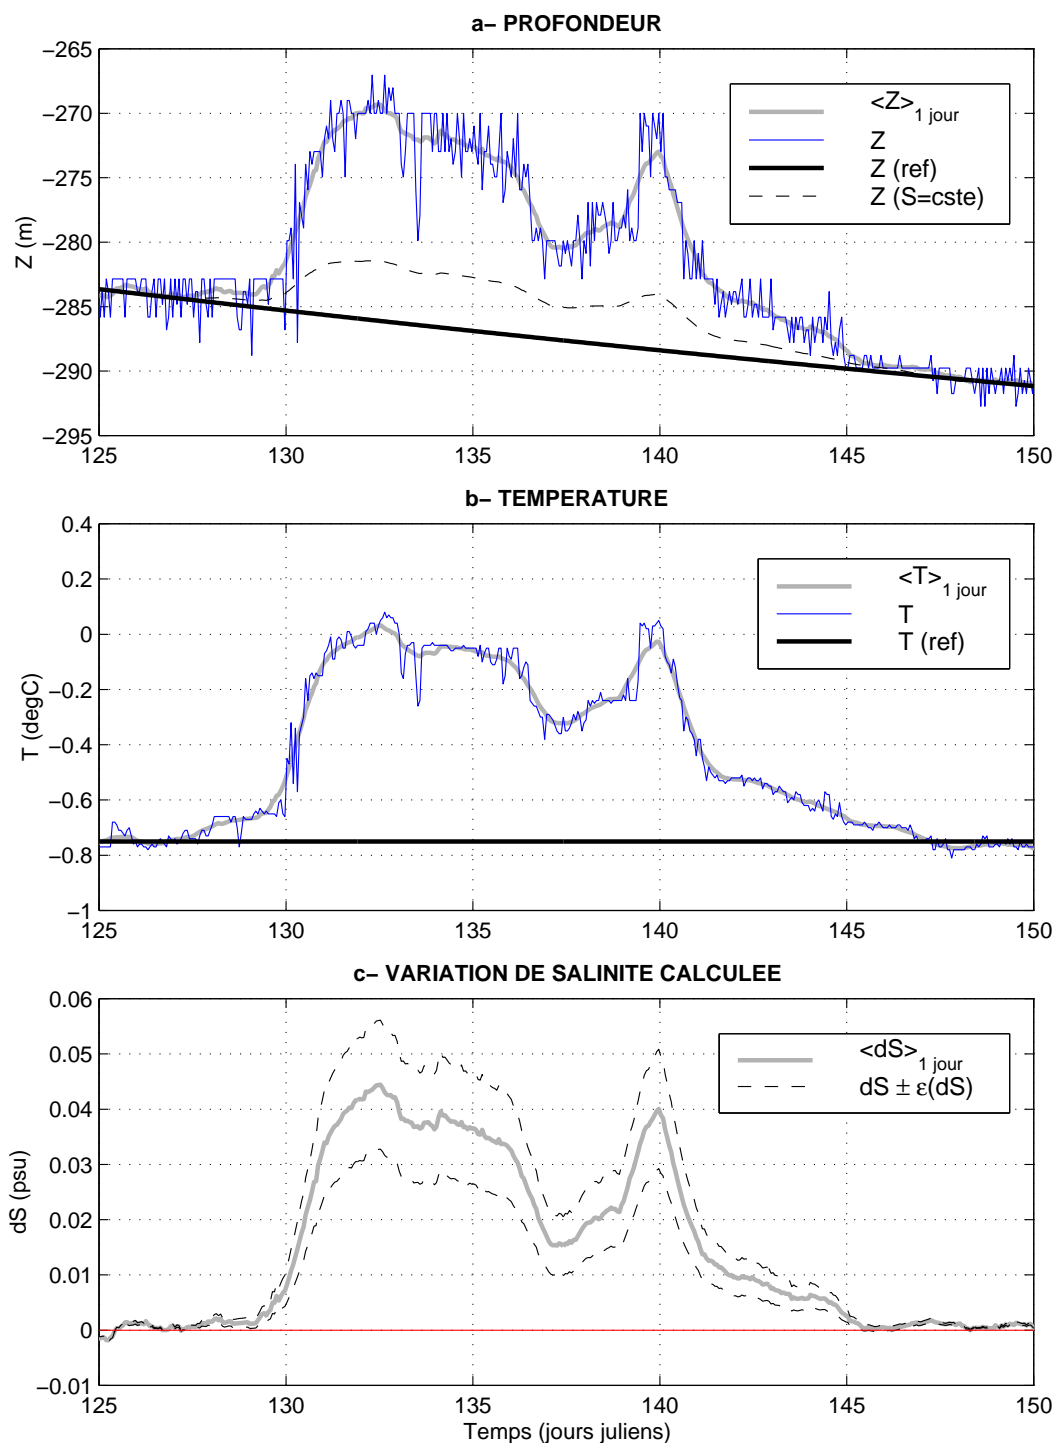 a− PROFONDEUR
−265
−270
−275
−280
−285
−290
−295
Z (m)
<Z>1 jour
Z
Z (ref)
Z (S=cste)
125
130
135
140
145
150
b− TEMPERATURE
0.4
0.2
0
−0.2
−0.4
−0.6
−0.8
−1
T (degC)
<T>1 jour
T
T (ref)
125
130
135
140
145
150
c− VARIATION DE SALINITE CALCULEE
0.06
0.05
0.04
0.03
0.02
0.01
0
−0.01
dS (psu)
<dS>1 jour
dS ± ε(dS)
125
130
135
140
145
150
Temps (jours juliens)